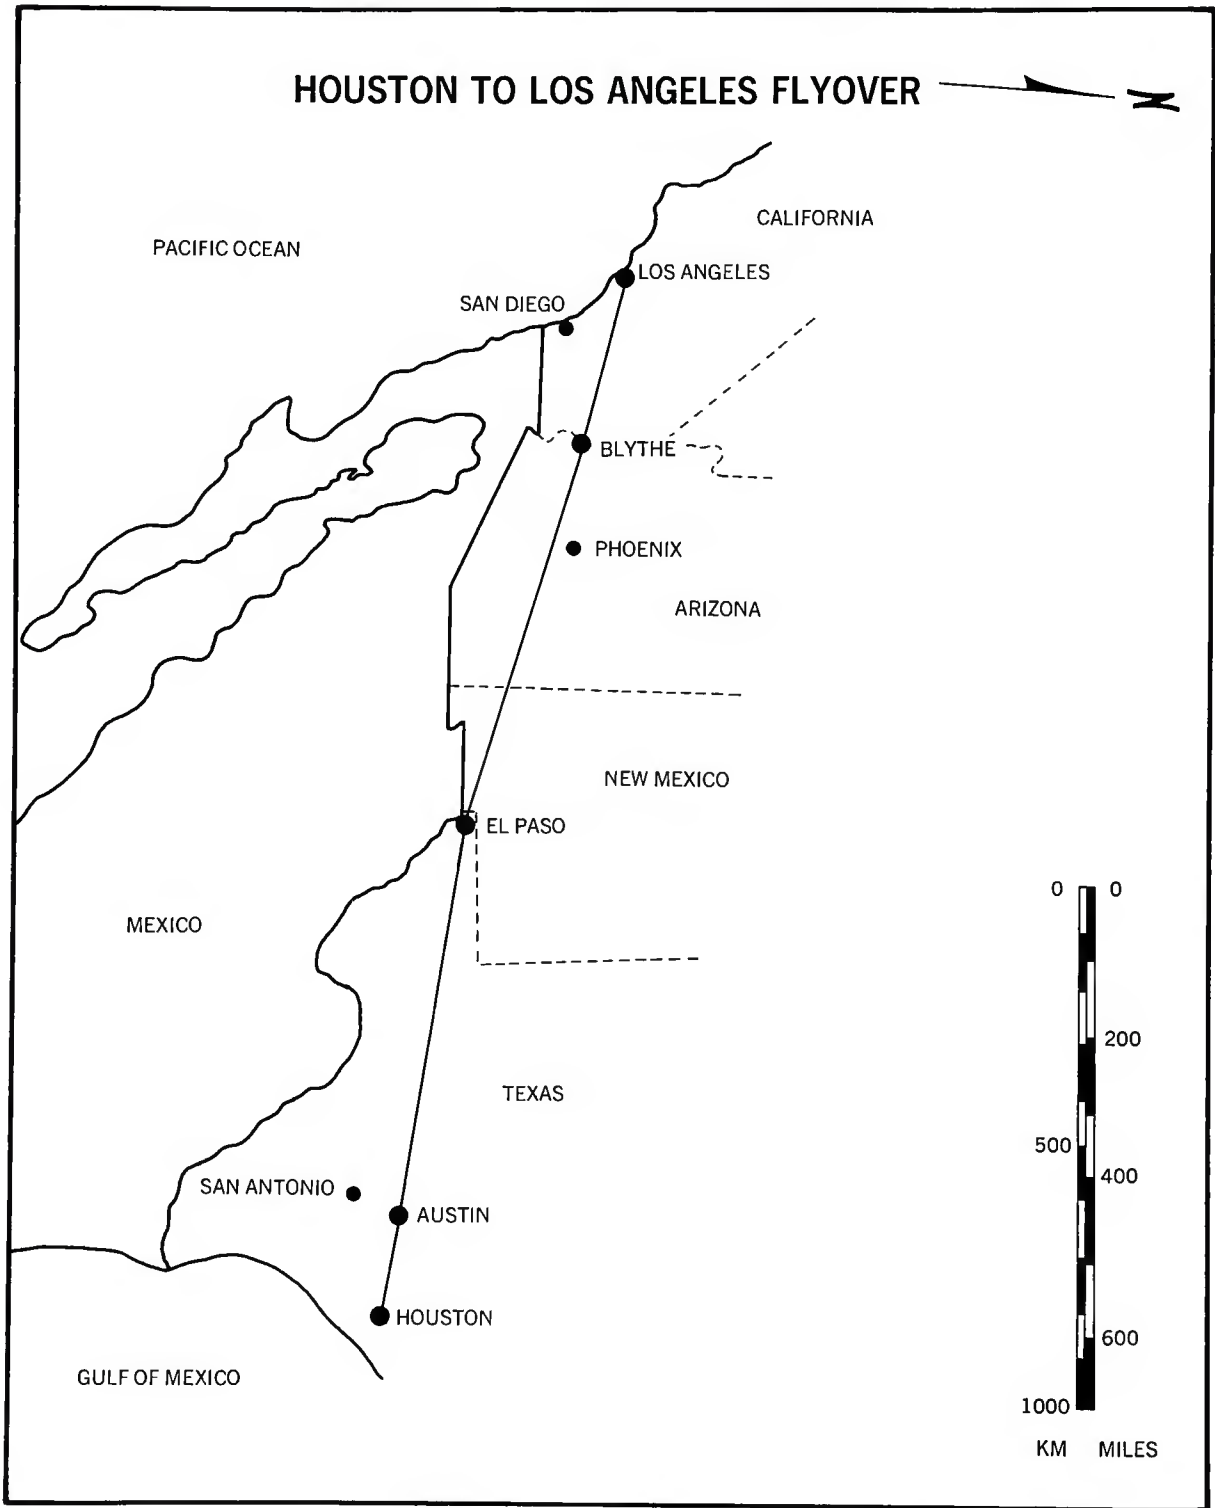 HOUSTON TO LOS ANGELES FLYOVER
N
CALIFORNIA
PACIFIC OCEAN
LOS ANGELES
SAN DIEGO
BLYTHE
PHOENIX
ARIZONA
NEW MEXICO
EL PASO
MEXICO
0 0
200
TEXAS
500
400
SAN ANTONIO
AUSTIN
HOUSTON
600
GULF OF MEXICO
1000
KM MILES